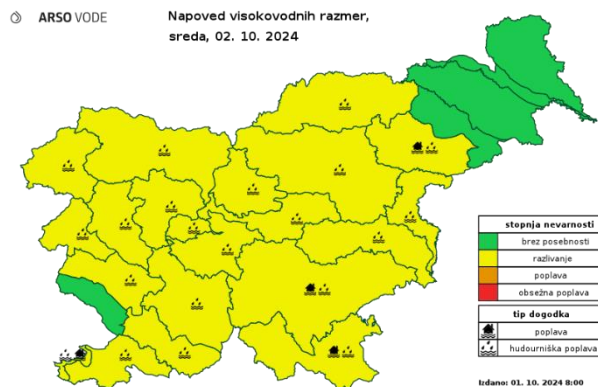 ARSO VODE
Napoved visokovodnih razmer,
sreda, 02. 10. 2024
stopnja nevarnosti
brez posebnosti
razlivanje
poplava
obsežna poplava
tip dogodka
poplava
hudourniška poplava
Izdano: 01. 10. 2024 8:00